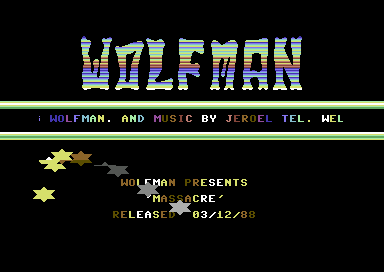 WOLFMAN
: WOLFMAN. AND MUSIC BY JEROEL TEL. WEL
WOLFMAN PRESENTS
'MASSACRE'
RELEASED 03/12/88